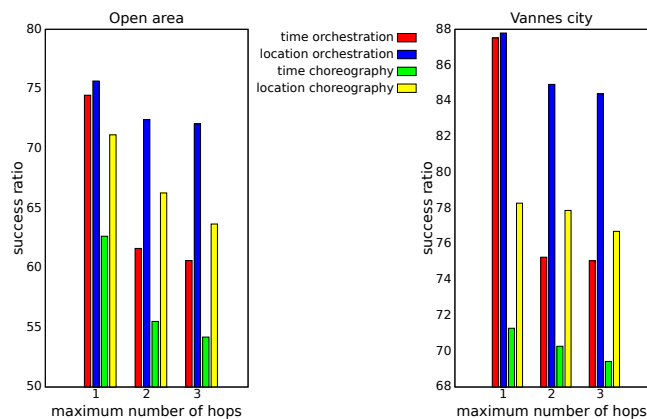 Open area
80
75
70
65
60
55
50
success ratio
1 2 3
maximum number of hops
time orchestration
location orchestration
time choreography
location choreography
Vannes city
88
86
84
82
80
78
76
74
72
70
68
success ratio
1 2 3
maximum number of hops